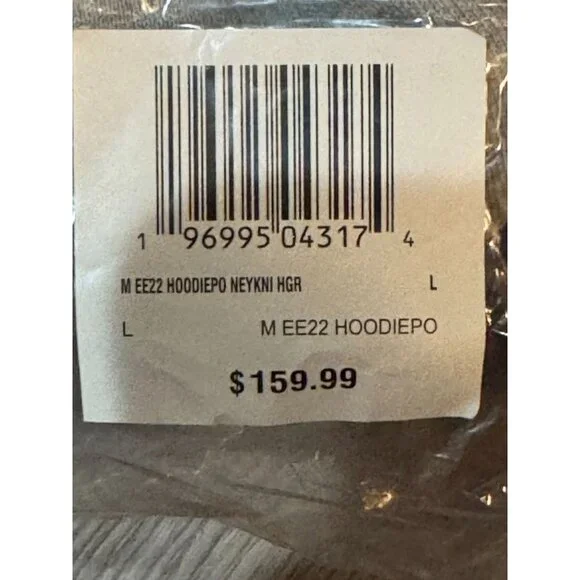 1 96995 04317 4
M EE22 HOODIEPO NEYKNI HGR L
L M EE22 HOODIEPO
$159.99